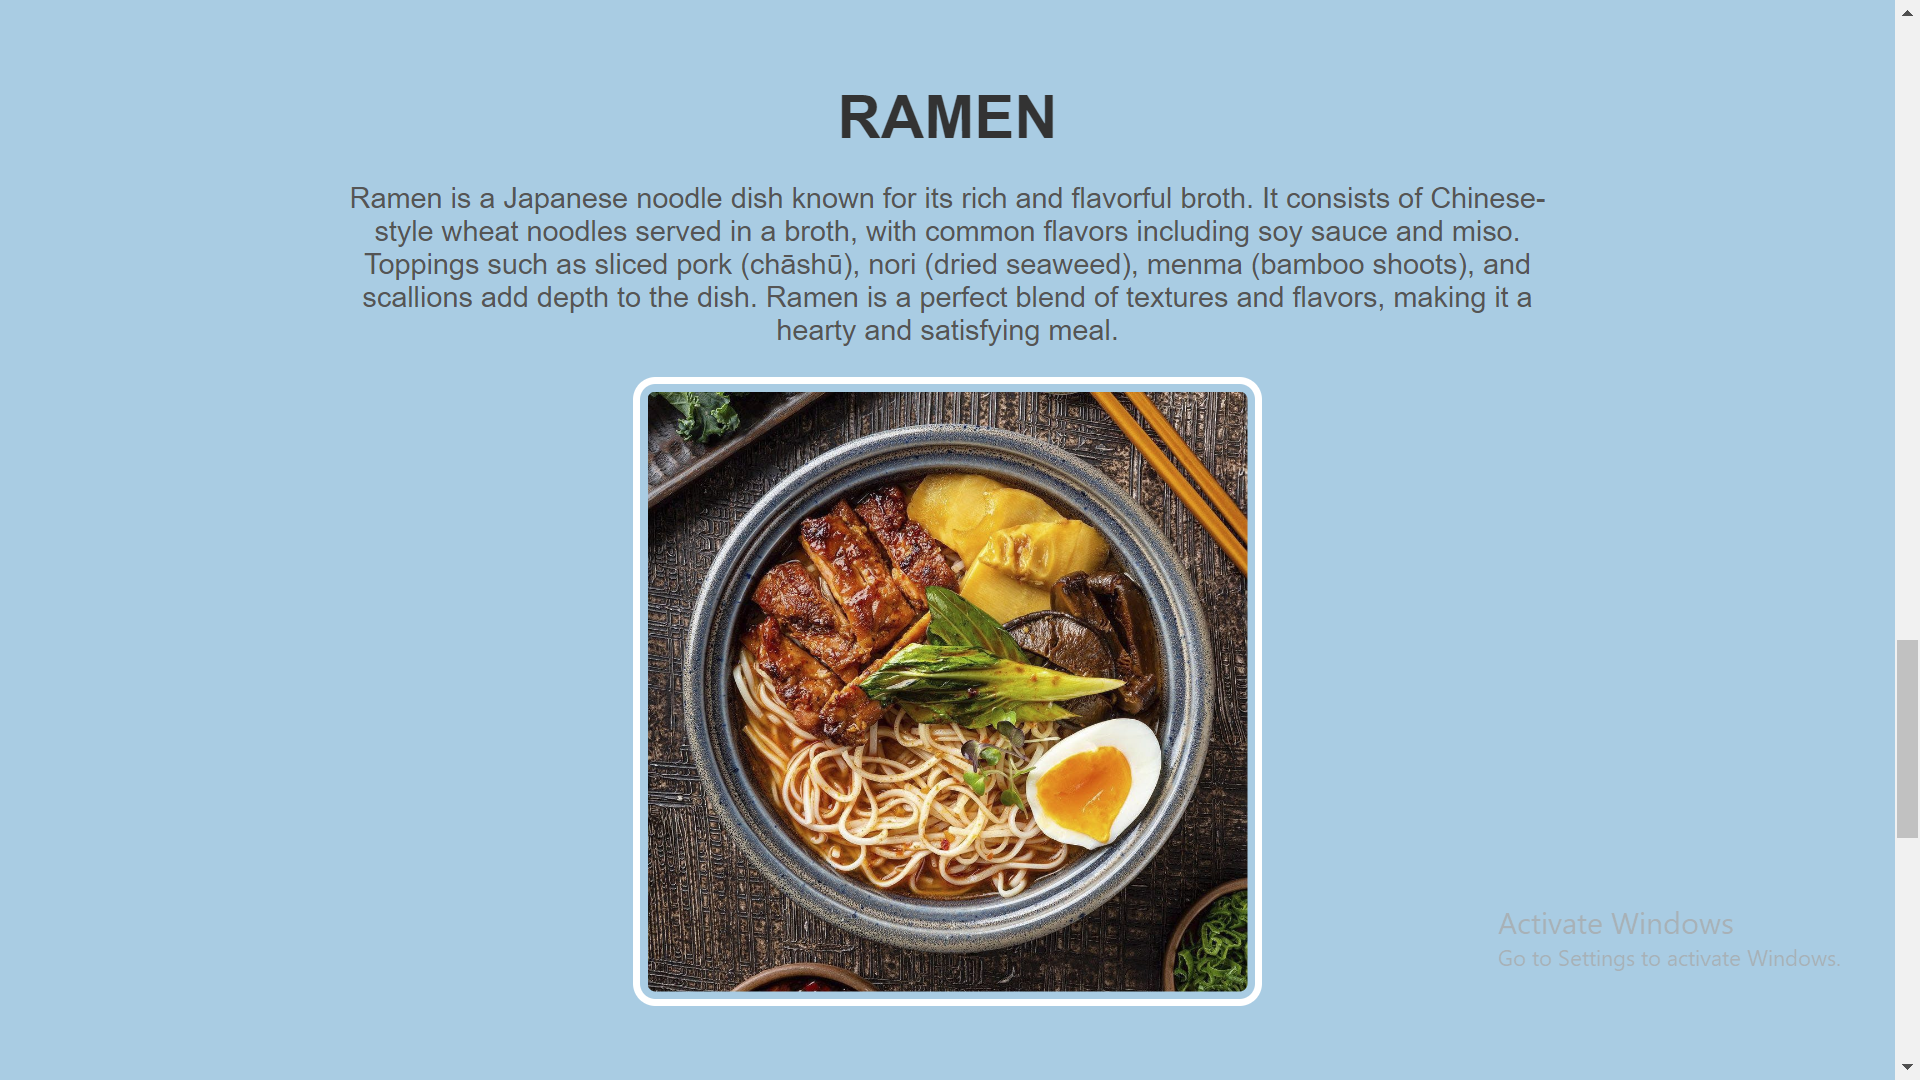 RAMEN
Ramen is a Japanese noodle dish known for its rich and flavorful broth. It consists of Chinese-
style wheat noodles served in a broth, with common flavors including soy sauce and miso.
Toppings such as sliced pork (chāshū), nori (dried seaweed), menma (bamboo shoots), and
scallions add depth to the dish. Ramen is a perfect blend of textures and flavors, making it a
hearty and satisfying meal.
Activate Windows
Go to Settings to activate Windows.